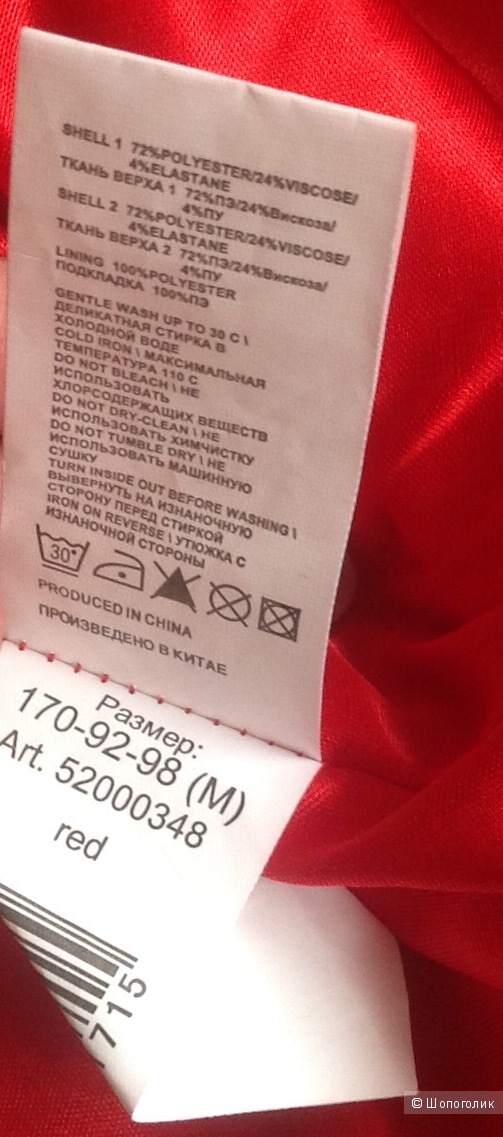 SHELL 1 72%POLYESTER/24%VISCOSE/
4%ELASTANE
ТКАНЬ ВЕРХА 1 72%ПЭ/24%Вискоза/
4%ПУ
SHELL 2 72%POLYESTER/24%VISCOSE/
4%ELASTANE
ТКАНЬ ВЕРХА 2 72%ПЭ/24%Вискоза/
4%ПУ
LINING 100%POLYESTER
ПОДКЛАДКА 100%ПЭ
GENTLE WASH UP TO 30 C \
ДЕЛИКАТНАЯ СТИРКА В
ХОЛОДНОЙ ВОДЕ
COLD IRON \ МАКСИМАЛЬНАЯ
ТЕМПЕРАТУРА 110 C
DO NOT BLEACH \ НЕ
ИСПОЛЬЗОВАТЬ
ХЛОРСОДЕРЖАЩИХ ВЕЩЕСТВ
DO NOT DRY-CLEAN \ НЕ
ИСПОЛЬЗОВАТЬ ХИМЧИСТКУ
DO NOT TUMBLE DRY \ НЕ
ИСПОЛЬЗОВАТЬ МАШИННУЮ
СУШКУ
TURN INSIDE OUT BEFORE WASHING \
ВЫВЕРНУТЬ НА ИЗНАНОЧНУЮ
СТОРОНУ ПЕРЕД СТИРКОЙ
IRON ON REVERSE \ УТЮЖКА С
ИЗНАНОЧНОЙ СТОРОНЫ
30°
PRODUCED IN CHINA
ПРОИЗВЕДЕНО В КИТАЕ
Размер:
170-92-98 (M)
Art. 52000348
red
715
© Шопоголик